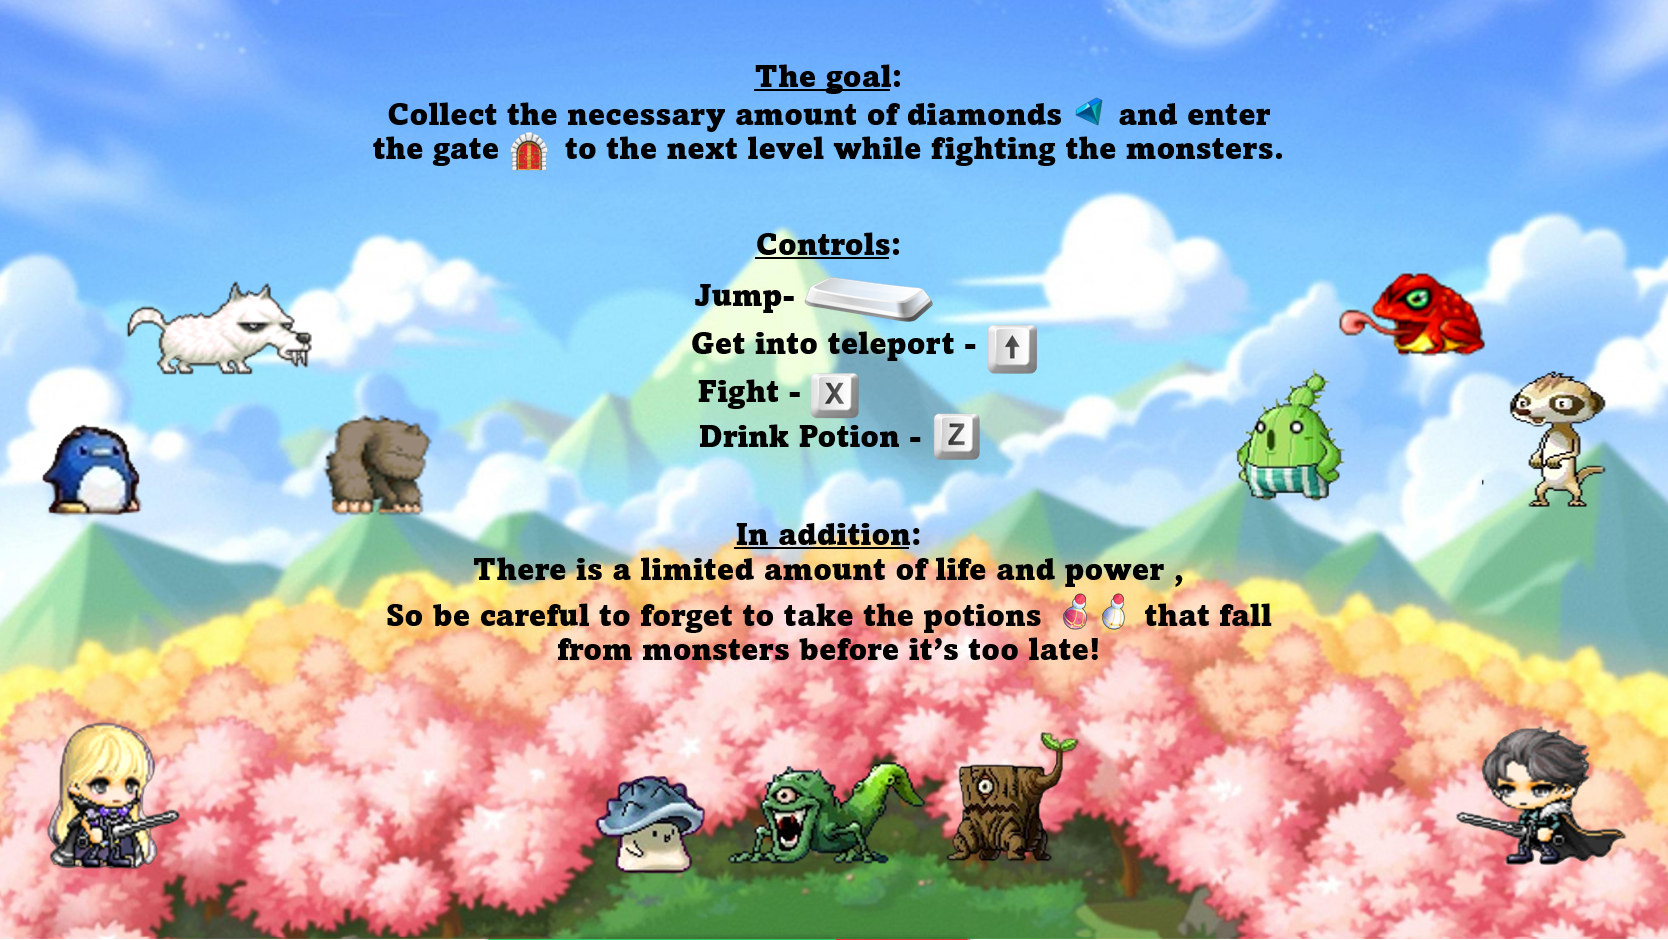 The goal:
Collect the necessary amount of diamonds and enter
the gate to the next level while fighting the monsters.
Controls:
Jump-
Get into teleport - ↑
Fight - X
Drink Potion - Z
In addition:
There is a limited amount of life and power ,
So be careful to forget to take the potions that fall
from monsters before it's too late!